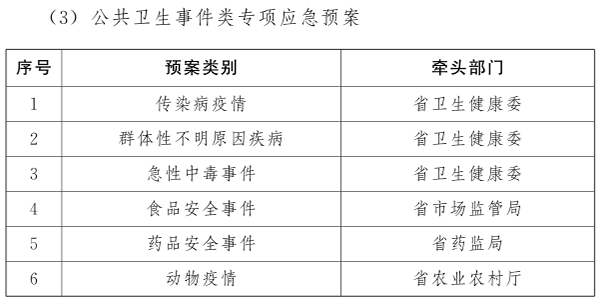 （3）公共卫生事件类专项应急预案
序号 预案类别 牵头部门
1 传染病疫情 省卫生健康委
2 群体性不明原因疾病 省卫生健康委
3 急性中毒事件 省卫生健康委
4 食品安全事件 省市场监管局
5 药品安全事件 省药监局
6 动物疫情 省农业农村厅